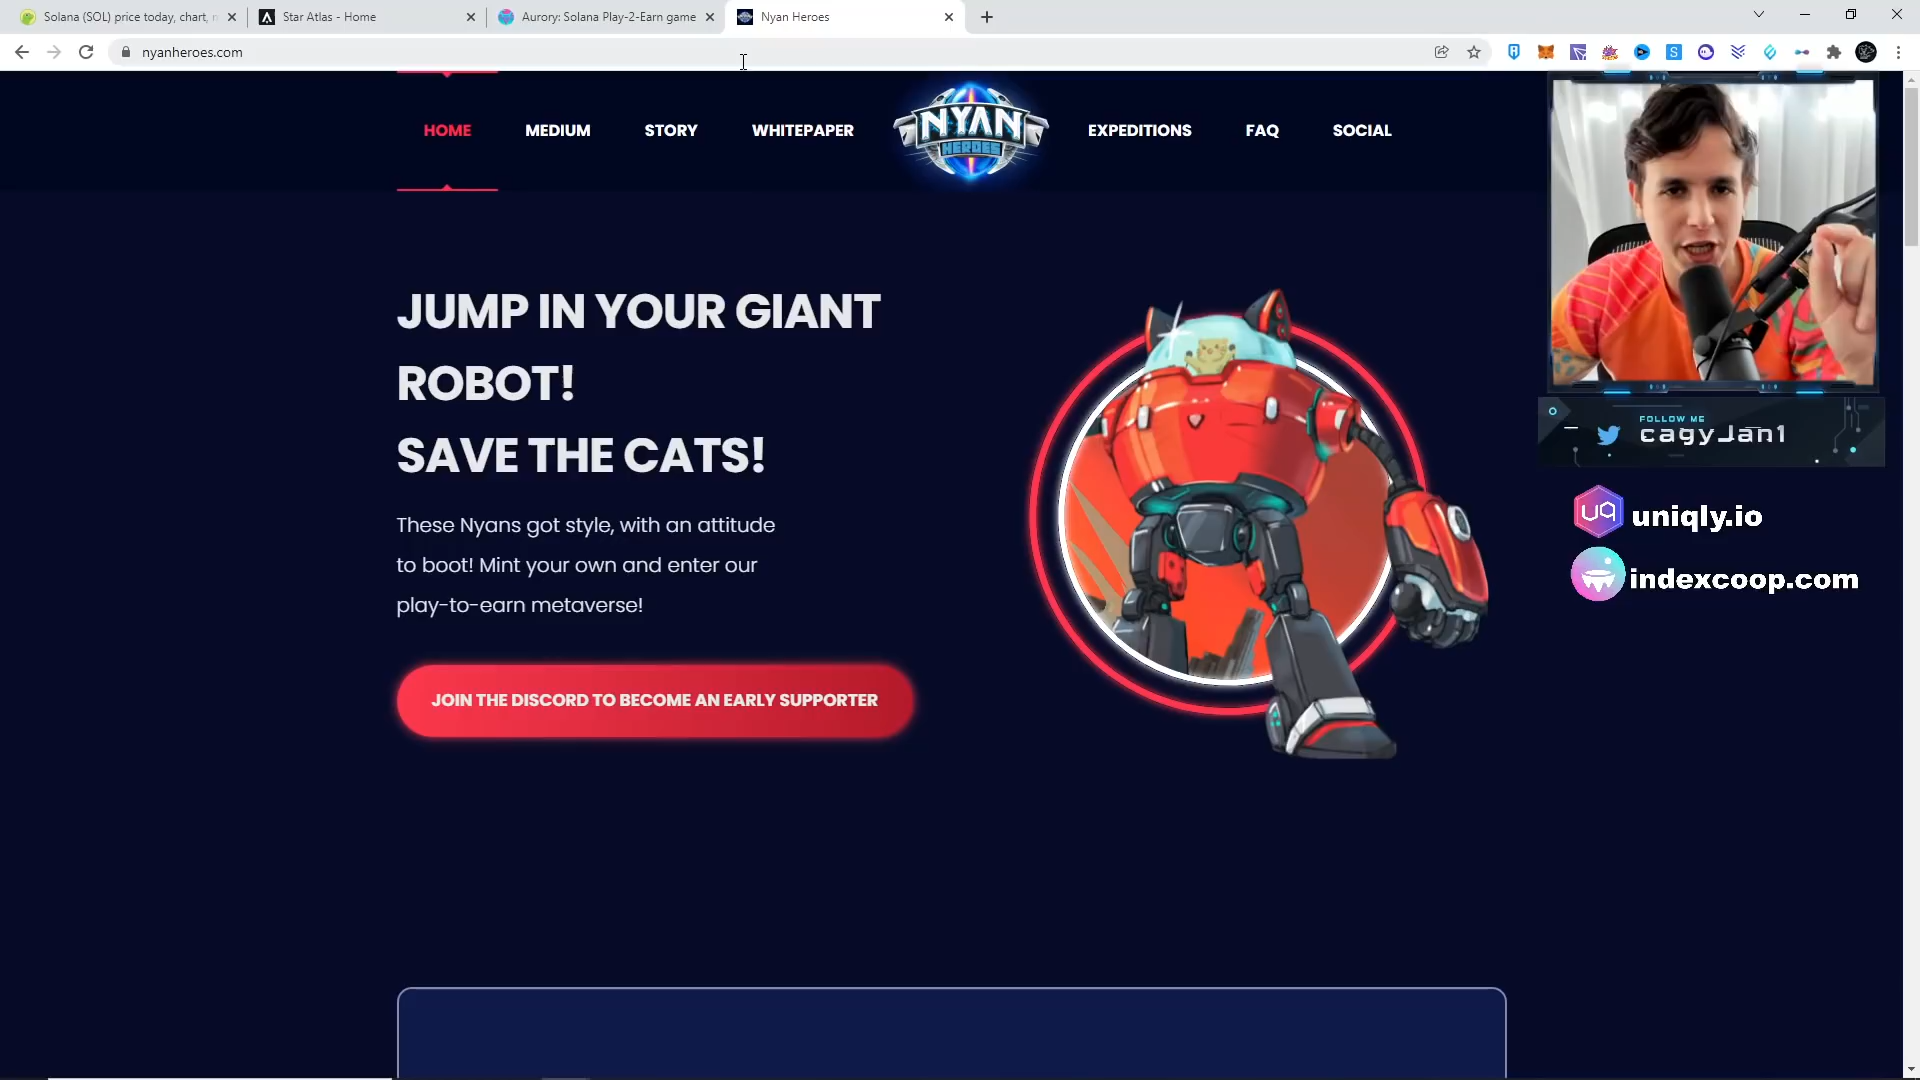 Solana (SOL) price today, chart,
Star Atlas - Home
Aurory: Solana Play-2-Earn game
Nyan Heroes
nyanheroes.com
HOME
MEDIUM
STORY
WHITEPAPER
NYAN
HEROES
EXPEDITIONS
FAQ
SOCIAL
JUMP IN YOUR GIANT
ROBOT!
SAVE THE CATS!
These Nyans got style, with an attitude
to boot! Mint your own and enter our
play-to-earn metaverse!
JOIN THE DISCORD TO BECOME AN EARLY SUPPORTER
FOLLOW ME
cagyJan1
uq
uniqly.io
indexcoop.com